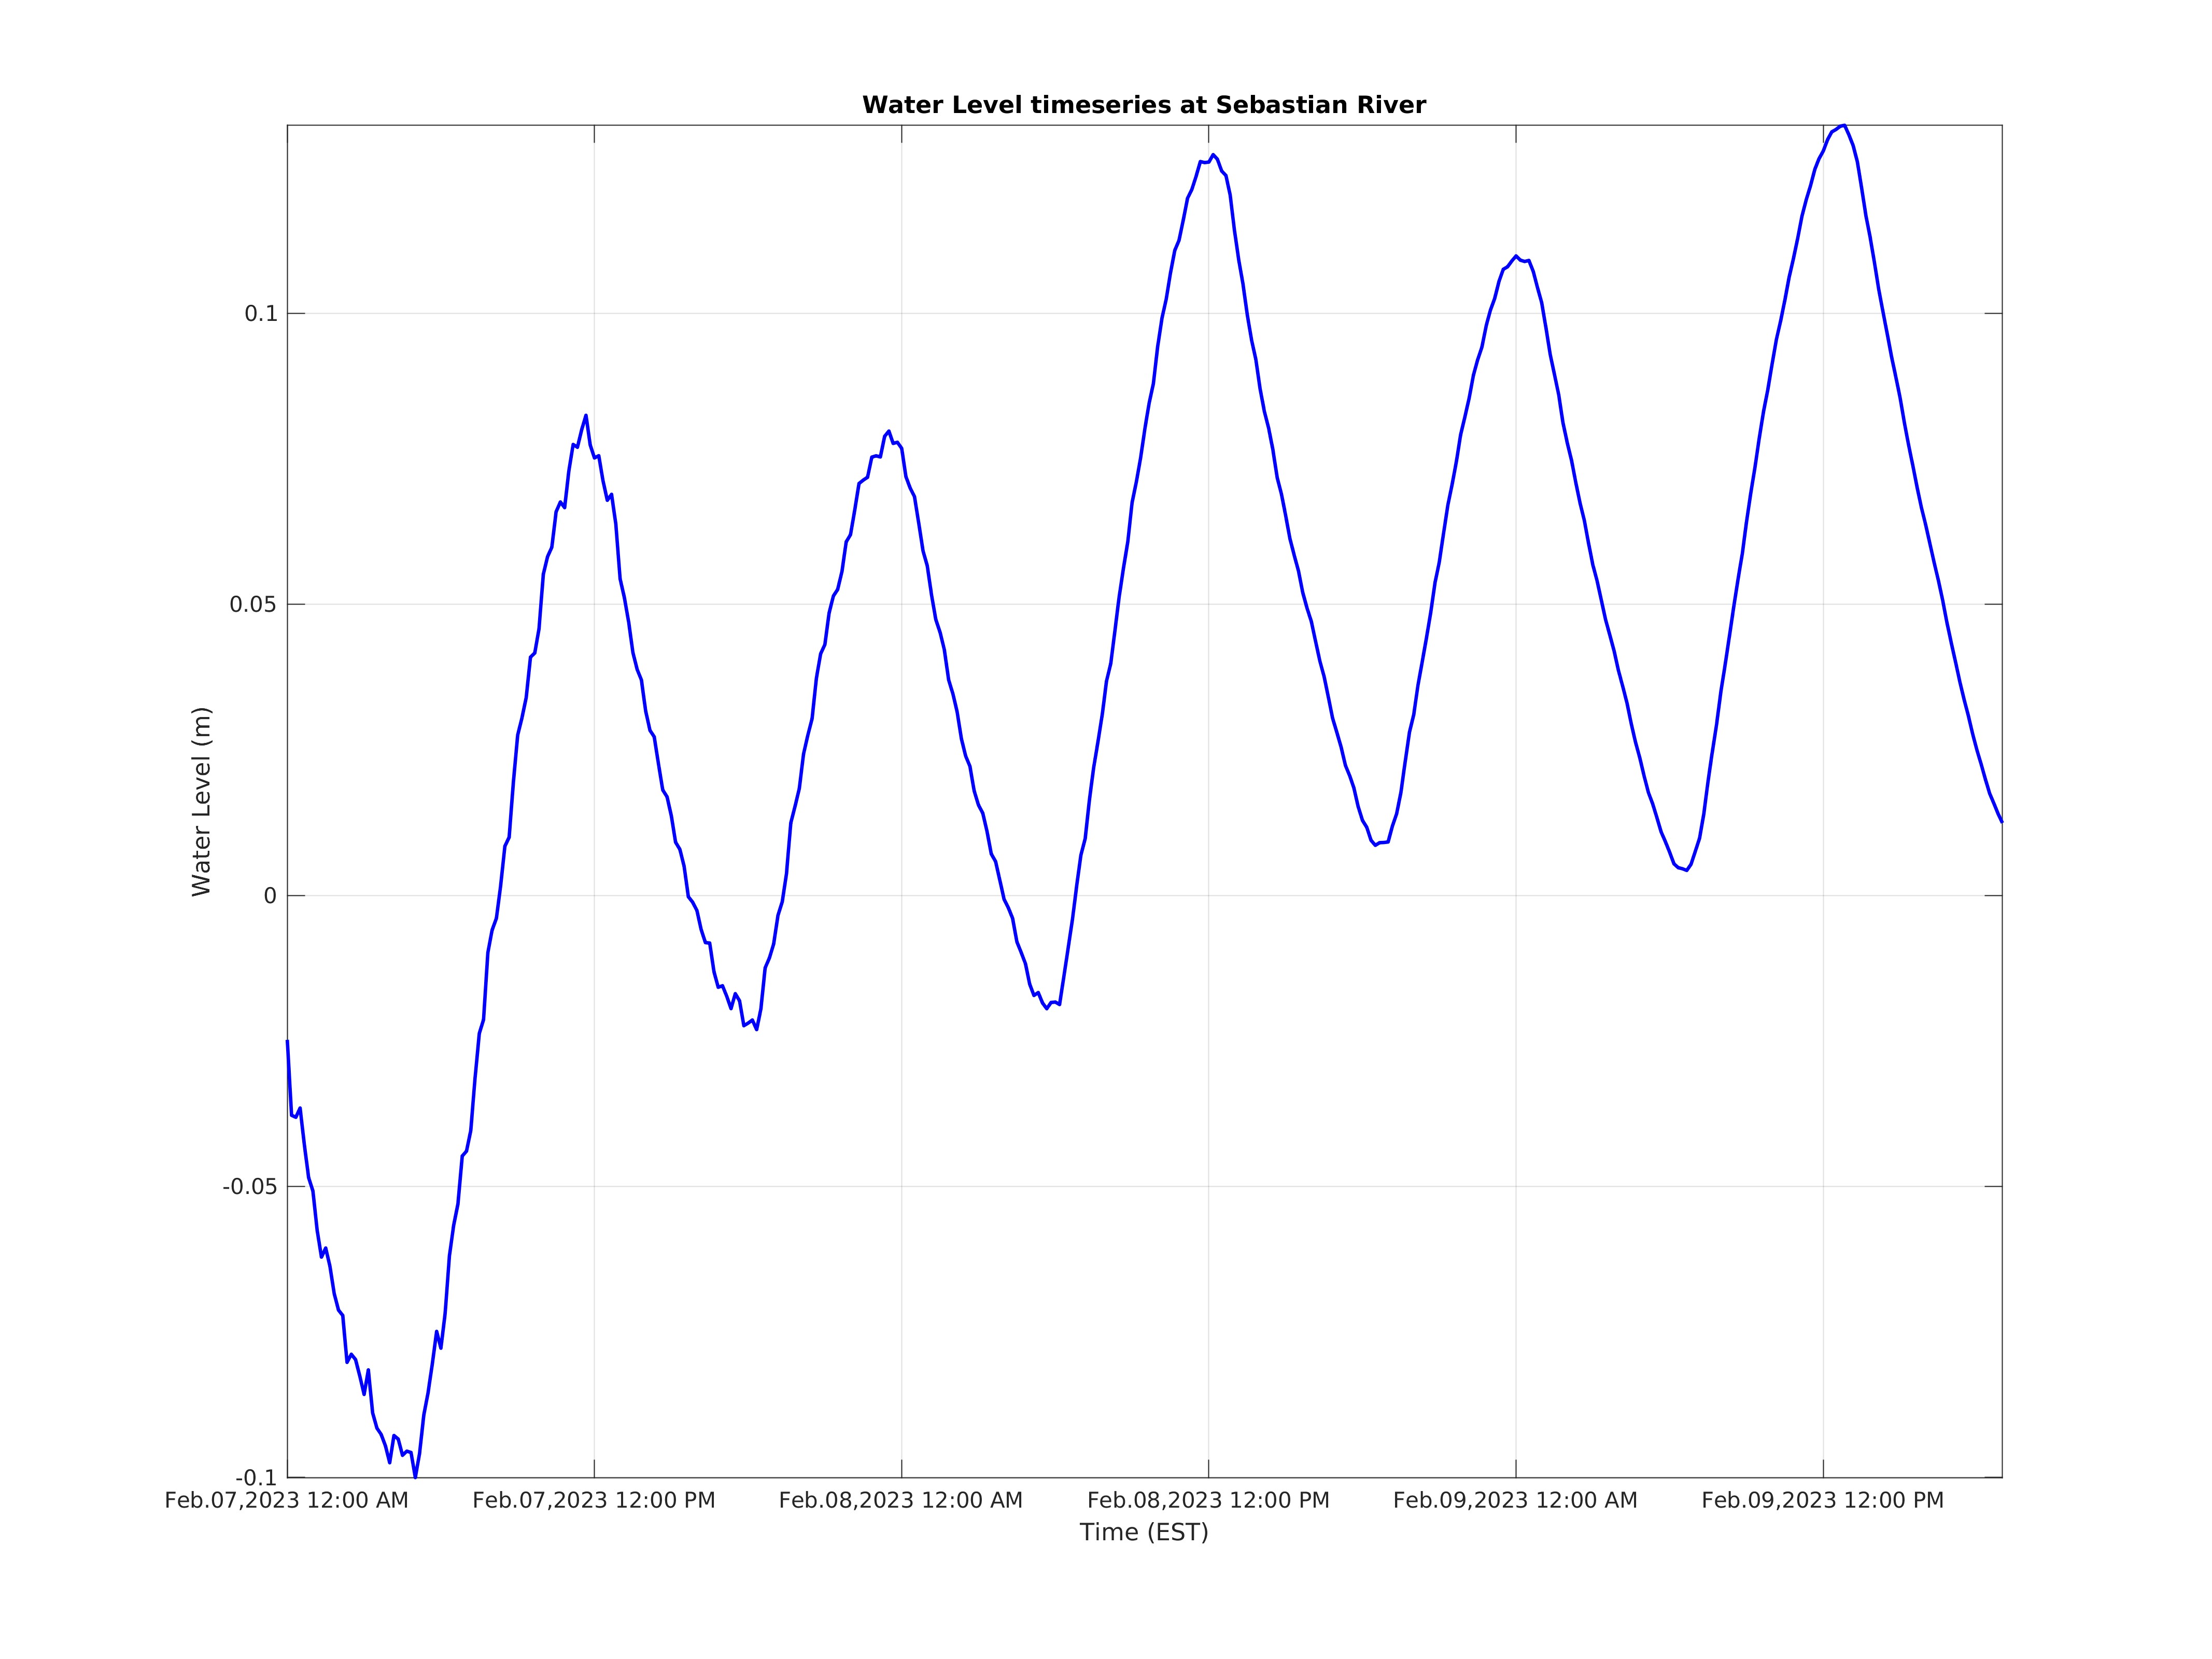 Water Level timeseries at Sebastian River
Water Level (m)
0.1
0.05
0
-0.05
-0.1
Feb.07,2023 12:00 AM Feb.07,2023 12:00 PM Feb.08,2023 12:00 AM Feb.08,2023 12:00 PM Feb.09,2023 12:00 AM Feb.09,2023 12:00 PM
Time (EST)